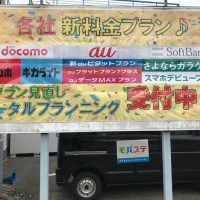 各社 新料金プラン♪
docomo au SoftBan
ギガホ ギガライト
新auピタットプラン
auフラットプラン7プラス
auデータMAXプラン
さよならガラケ
スマホデビュープ
プラン見直し
ータルプランニング 受付中
モバステ